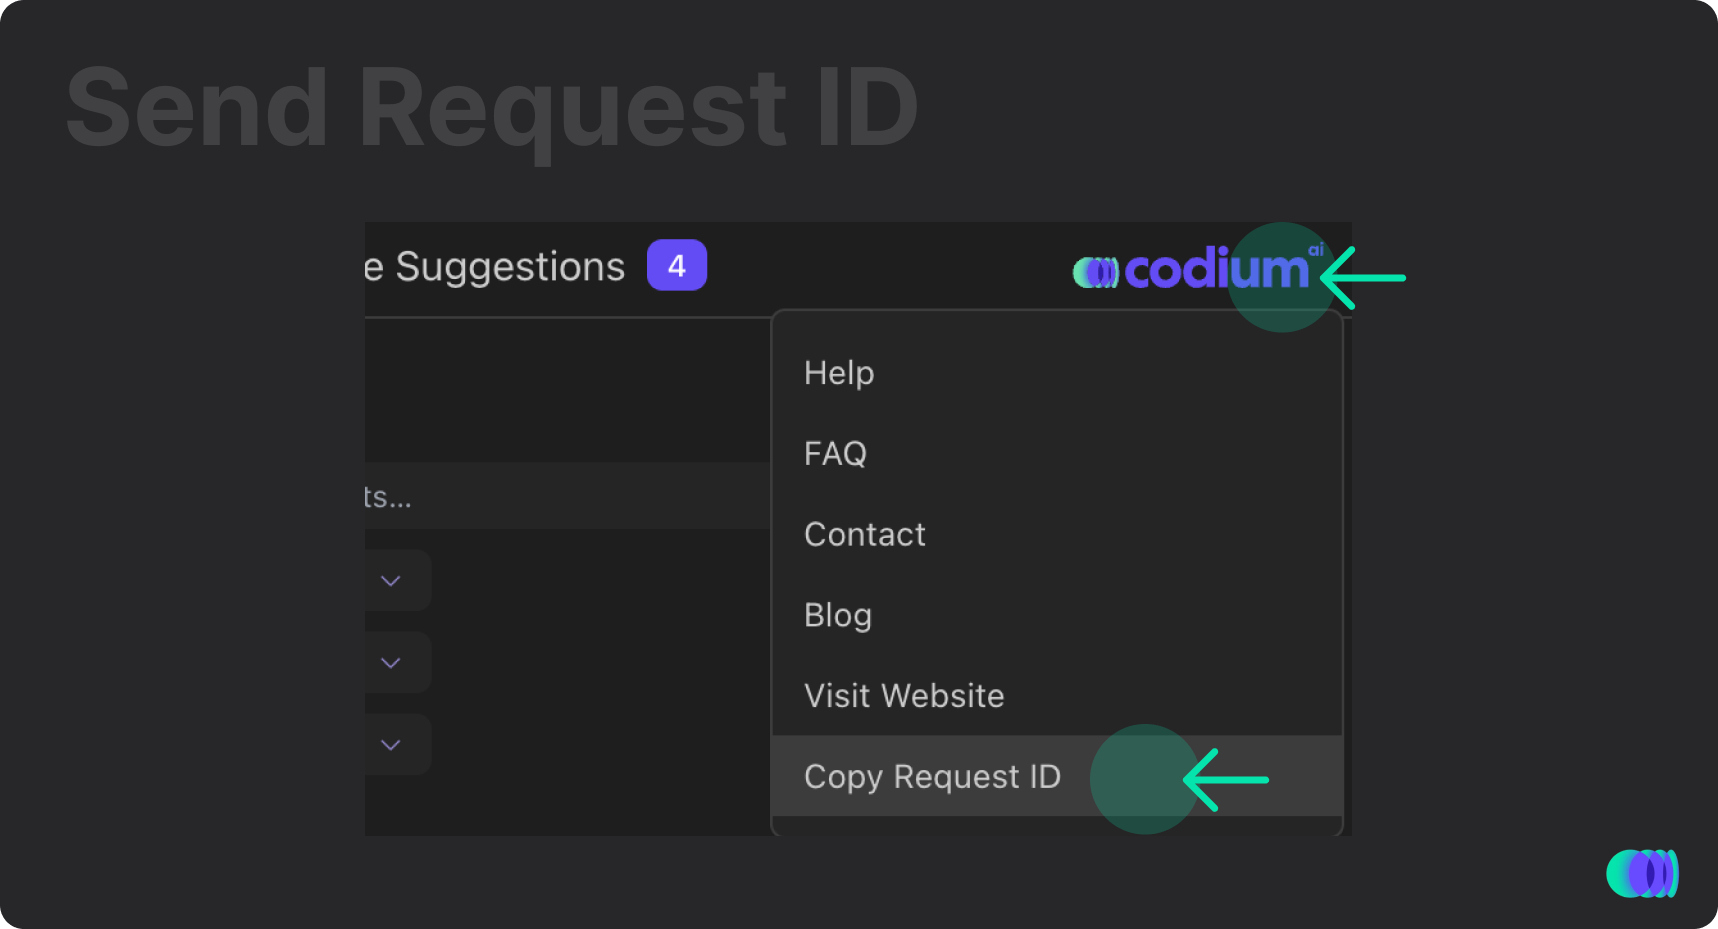 Send Request ID
e Suggestions 4
codium ai
Help
FAQ
Contact
ts...
Blog
Visit Website
Copy Request ID